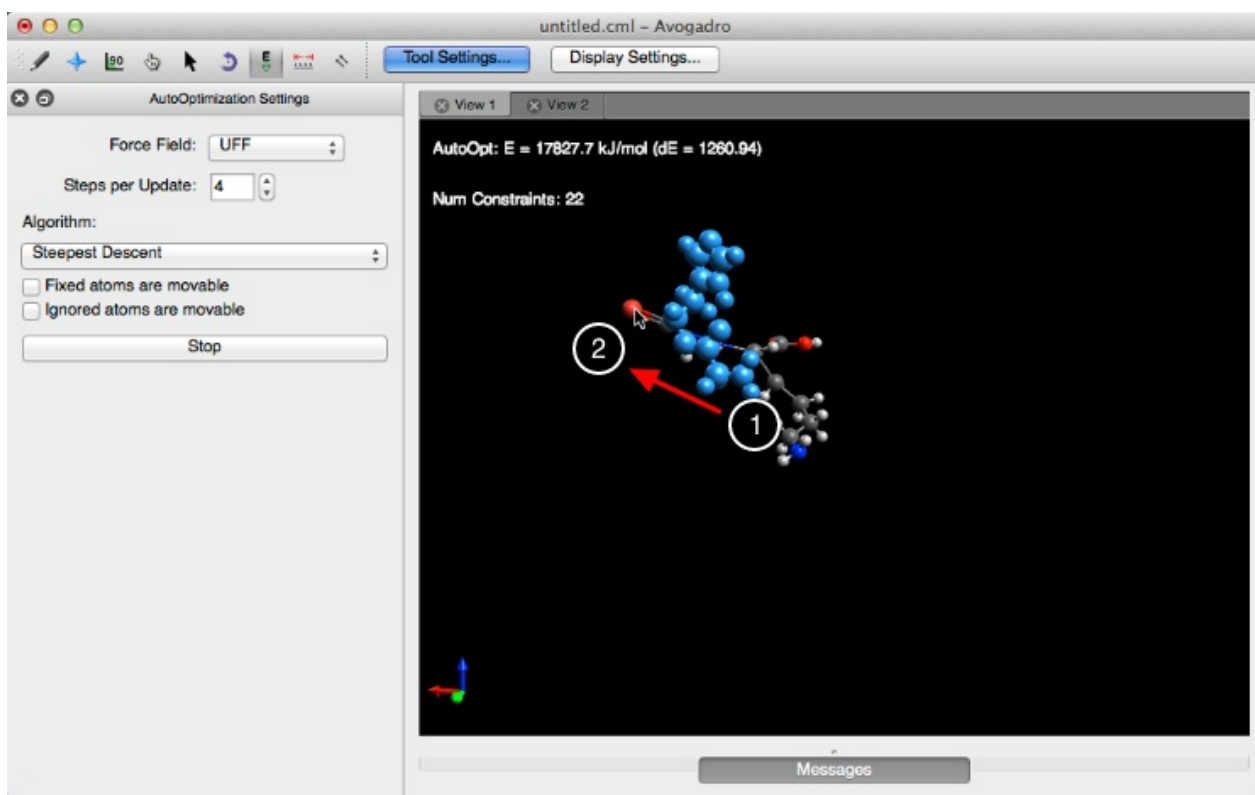 untitled.cml – Avogadro
90
E
Tool Settings...
Display Settings...
AutoOptimization Settings
View 1
View 2
Force Field: UFF
Steps per Update: 4
Algorithm:
Steepest Descent
Fixed atoms are movable
Ignored atoms are movable
Stop
AutoOpt: E = 17827.7 kJ/mol (dE = 1260.94)
Num Constraints: 22
2
1
Messages